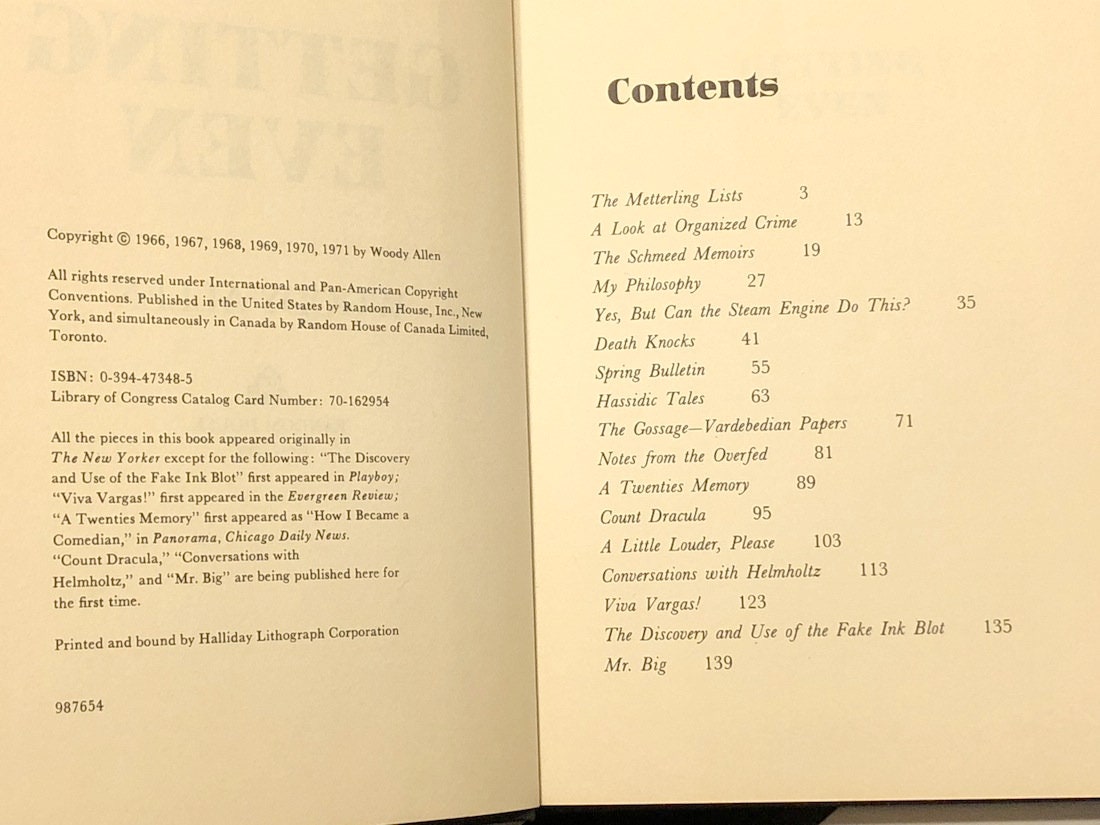 GETTING
EVEN
Copyright © 1966, 1967, 1968, 1969, 1970, 1971 by Woody Allen
All rights reserved under International and Pan-American Copyright
Conventions. Published in the United States by Random House, Inc., New
York, and simultaneously in Canada by Random House of Canada Limited,
Toronto.
ISBN: 0-394-47348-5
Library of Congress Catalog Card Number: 70-162954
All the pieces in this book appeared originally in
The New Yorker except for the following: “The Discovery
and Use of the Fake Ink Blot” first appeared in Playboy;
“Viva Vargas!” first appeared in the Evergreen Review;
“A Twenties Memory” first appeared as “How I Became a
Comedian,” in Panorama, Chicago Daily News.
“Count Dracula,” “Conversations with
Helmholtz,” and “Mr. Big” are being published here for
the first time.
Printed and bound by Halliday Lithograph Corporation
987654
Contents
The Metterling Lists 3
A Look at Organized Crime 13
The Schmeed Memoirs 19
My Philosophy 27
Yes, But Can the Steam Engine Do This? 35
Death Knocks 41
Spring Bulletin 55
Hassidic Tales 63
The Gossage—Vardebedian Papers 71
Notes from the Overfed 81
A Twenties Memory 89
Count Dracula 95
A Little Louder, Please 103
Conversations with Helmholtz 113
Viva Vargas! 123
The Discovery and Use of the Fake Ink Blot 135
Mr. Big 139